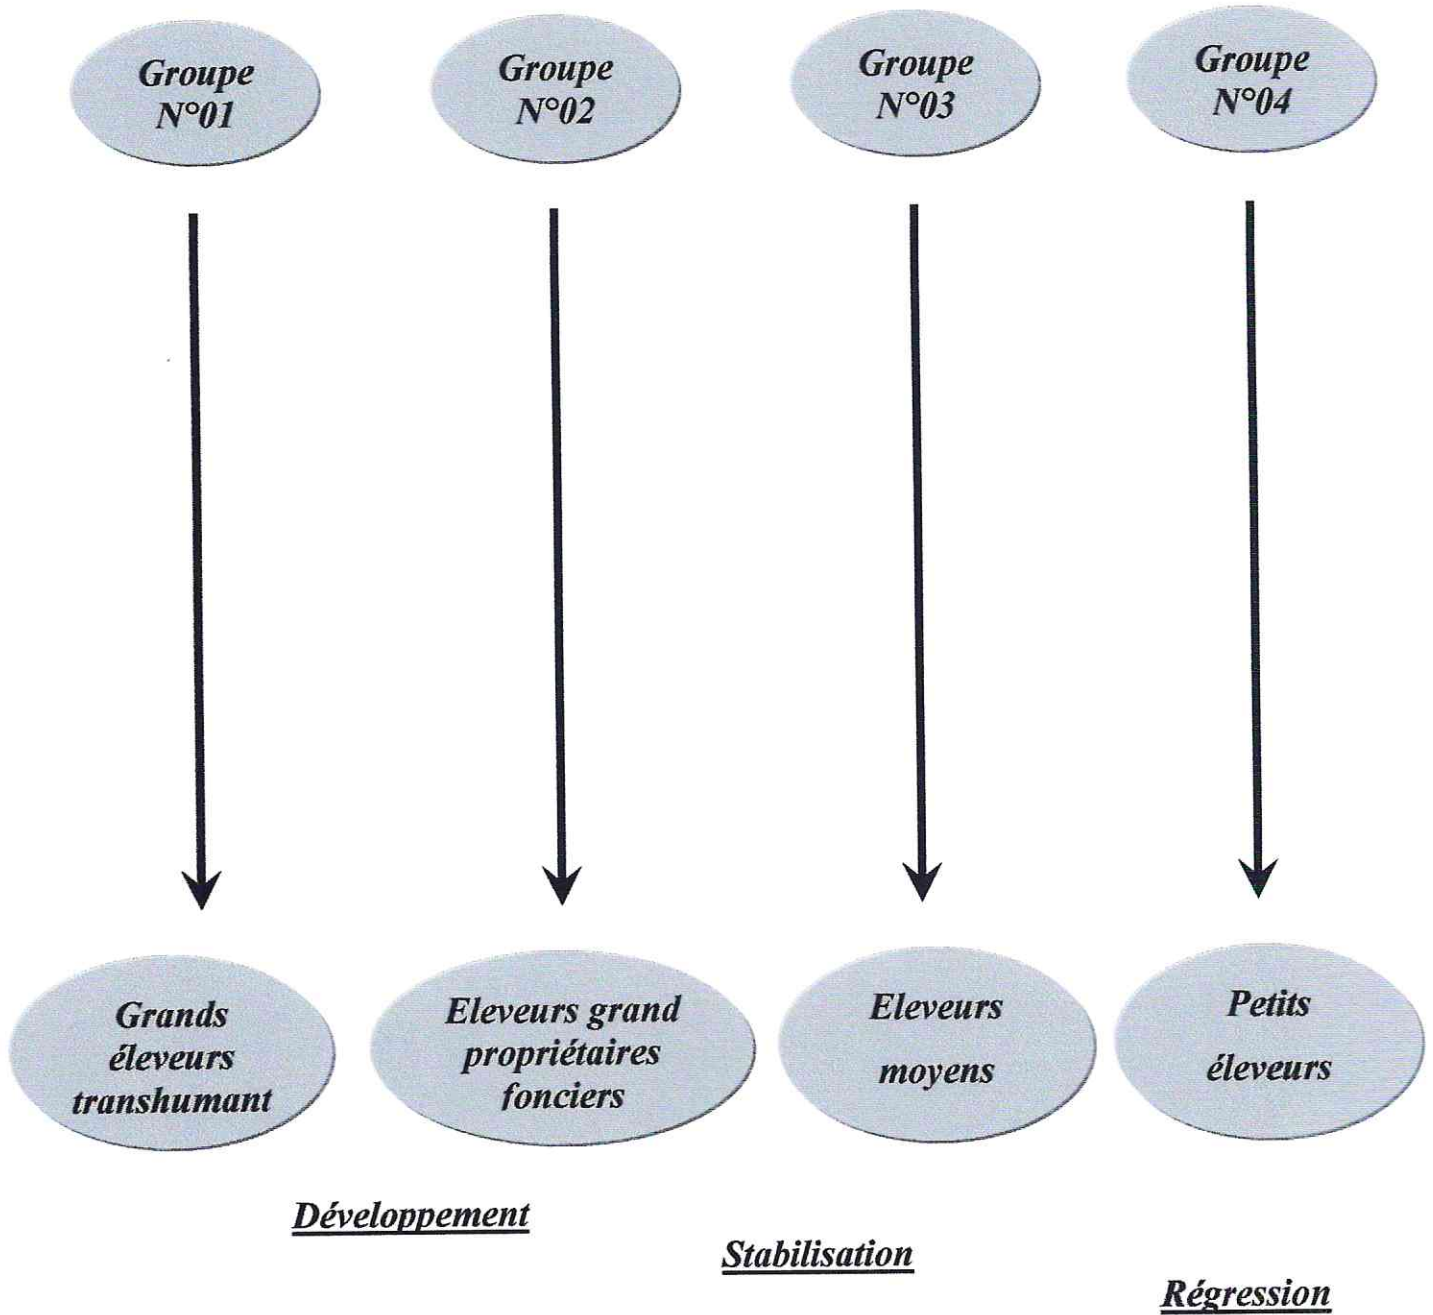 Groupe
N°01
Groupe
N°02
Groupe
N°03
Groupe
N°04
Grands
éleveurs
transhumant
Eleveurs grand
propriétaires
fonciers
Eleveurs
moyens
Petits
éleveurs
Développement
Stabilisation
Régression